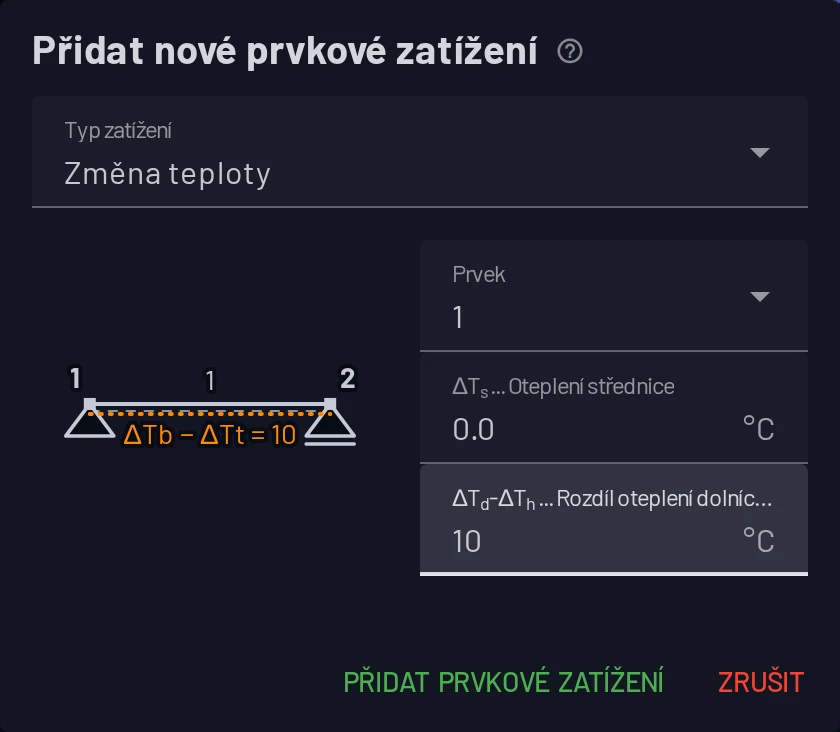 Přidat nové prvkové zatížení ?
Typ zatížení
Změna teploty
Prvek
1
1 1 2
ΔTb - ΔTt = 10
ΔTs ... Oteplení střednice
0.0 °C
ΔTd-ΔTh ... Rozdíl oteplení dolníc...
10 °C
PŘIDAT PRVKOVÉ ZATÍŽENÍ ZRUŠIT